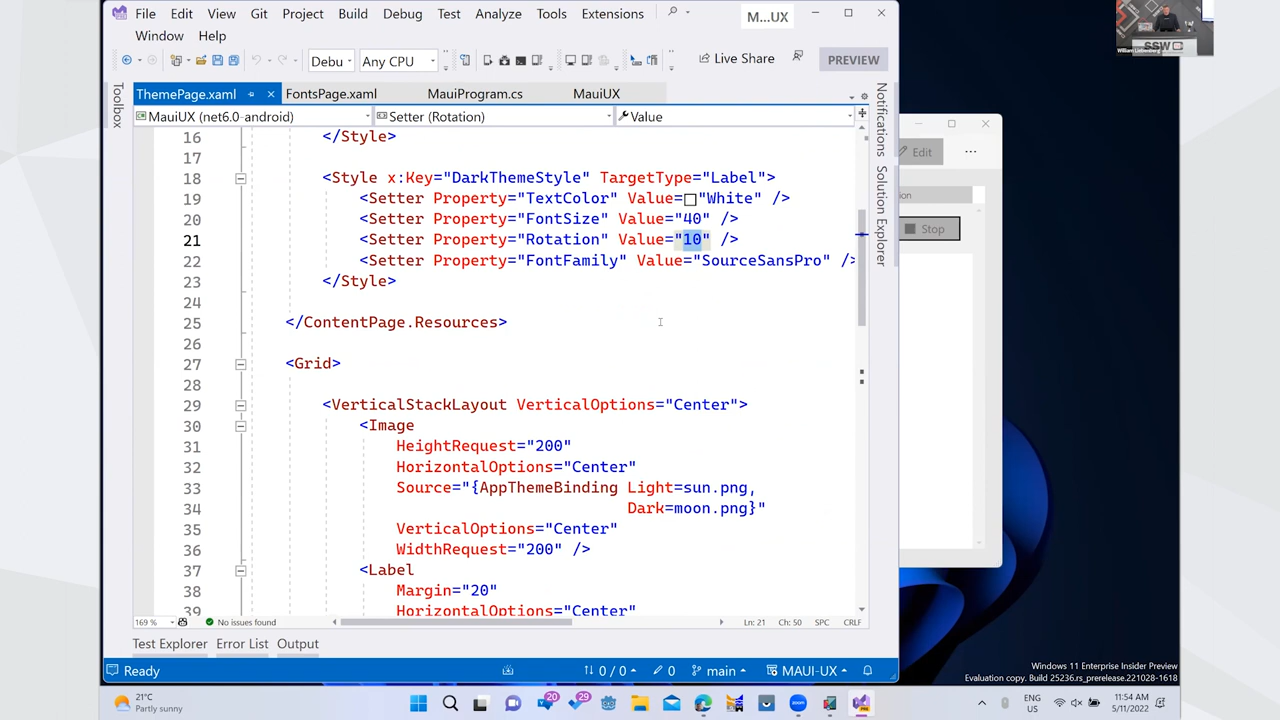 File Edit View Git Project Build Debug Test Analyze Tools Extensions M...UX
Window Help
Debu Any CPU Live Share PREVIEW
ThemePage.xaml FontsPage.xaml MauiProgram.cs MauiUX
MauiUX (net6.0-android) Setter (Rotation) Value
Toolbox
Notifications
Solution Explorer
16 </Style>
17
18 <Style x:Key="DarkThemeStyle" TargetType="Label">
19 <Setter Property="TextColor" Value="White" />
20 <Setter Property="FontSize" Value="40" />
21 <Setter Property="Rotation" Value="10" />
22 <Setter Property="FontFamily" Value="SourceSansPro" />
23 </Style>
24
25 </ContentPage.Resources>
26
27 <Grid>
28
29 <VerticalStackLayout VerticalOptions="Center">
30 <Image
31 HeightRequest="200"
32 HorizontalOptions="Center"
33 Source="{AppThemeBinding Light=sun.png,
34 Dark=moon.png}"
35 VerticalOptions="Center"
36 WidthRequest="200" />
37 <Label
38 Margin="20"
39 HorizontalOptions="Center"
169 % No issues found Ln: 21 Ch: 50 SPC CRLF
Test Explorer Error List Output
Ready 0 / 0 0 main MAUI-UX
Edit ...
ion
Stop
William Liebenberg
SSW
Windows 11 Enterprise Insider Preview
Evaluation copy. Build 25236.rs_prerelease.221028-1618
21°C
Partly sunny
20
29
zoom
PRE
ENG
US
11:54 AM
5/11/2022